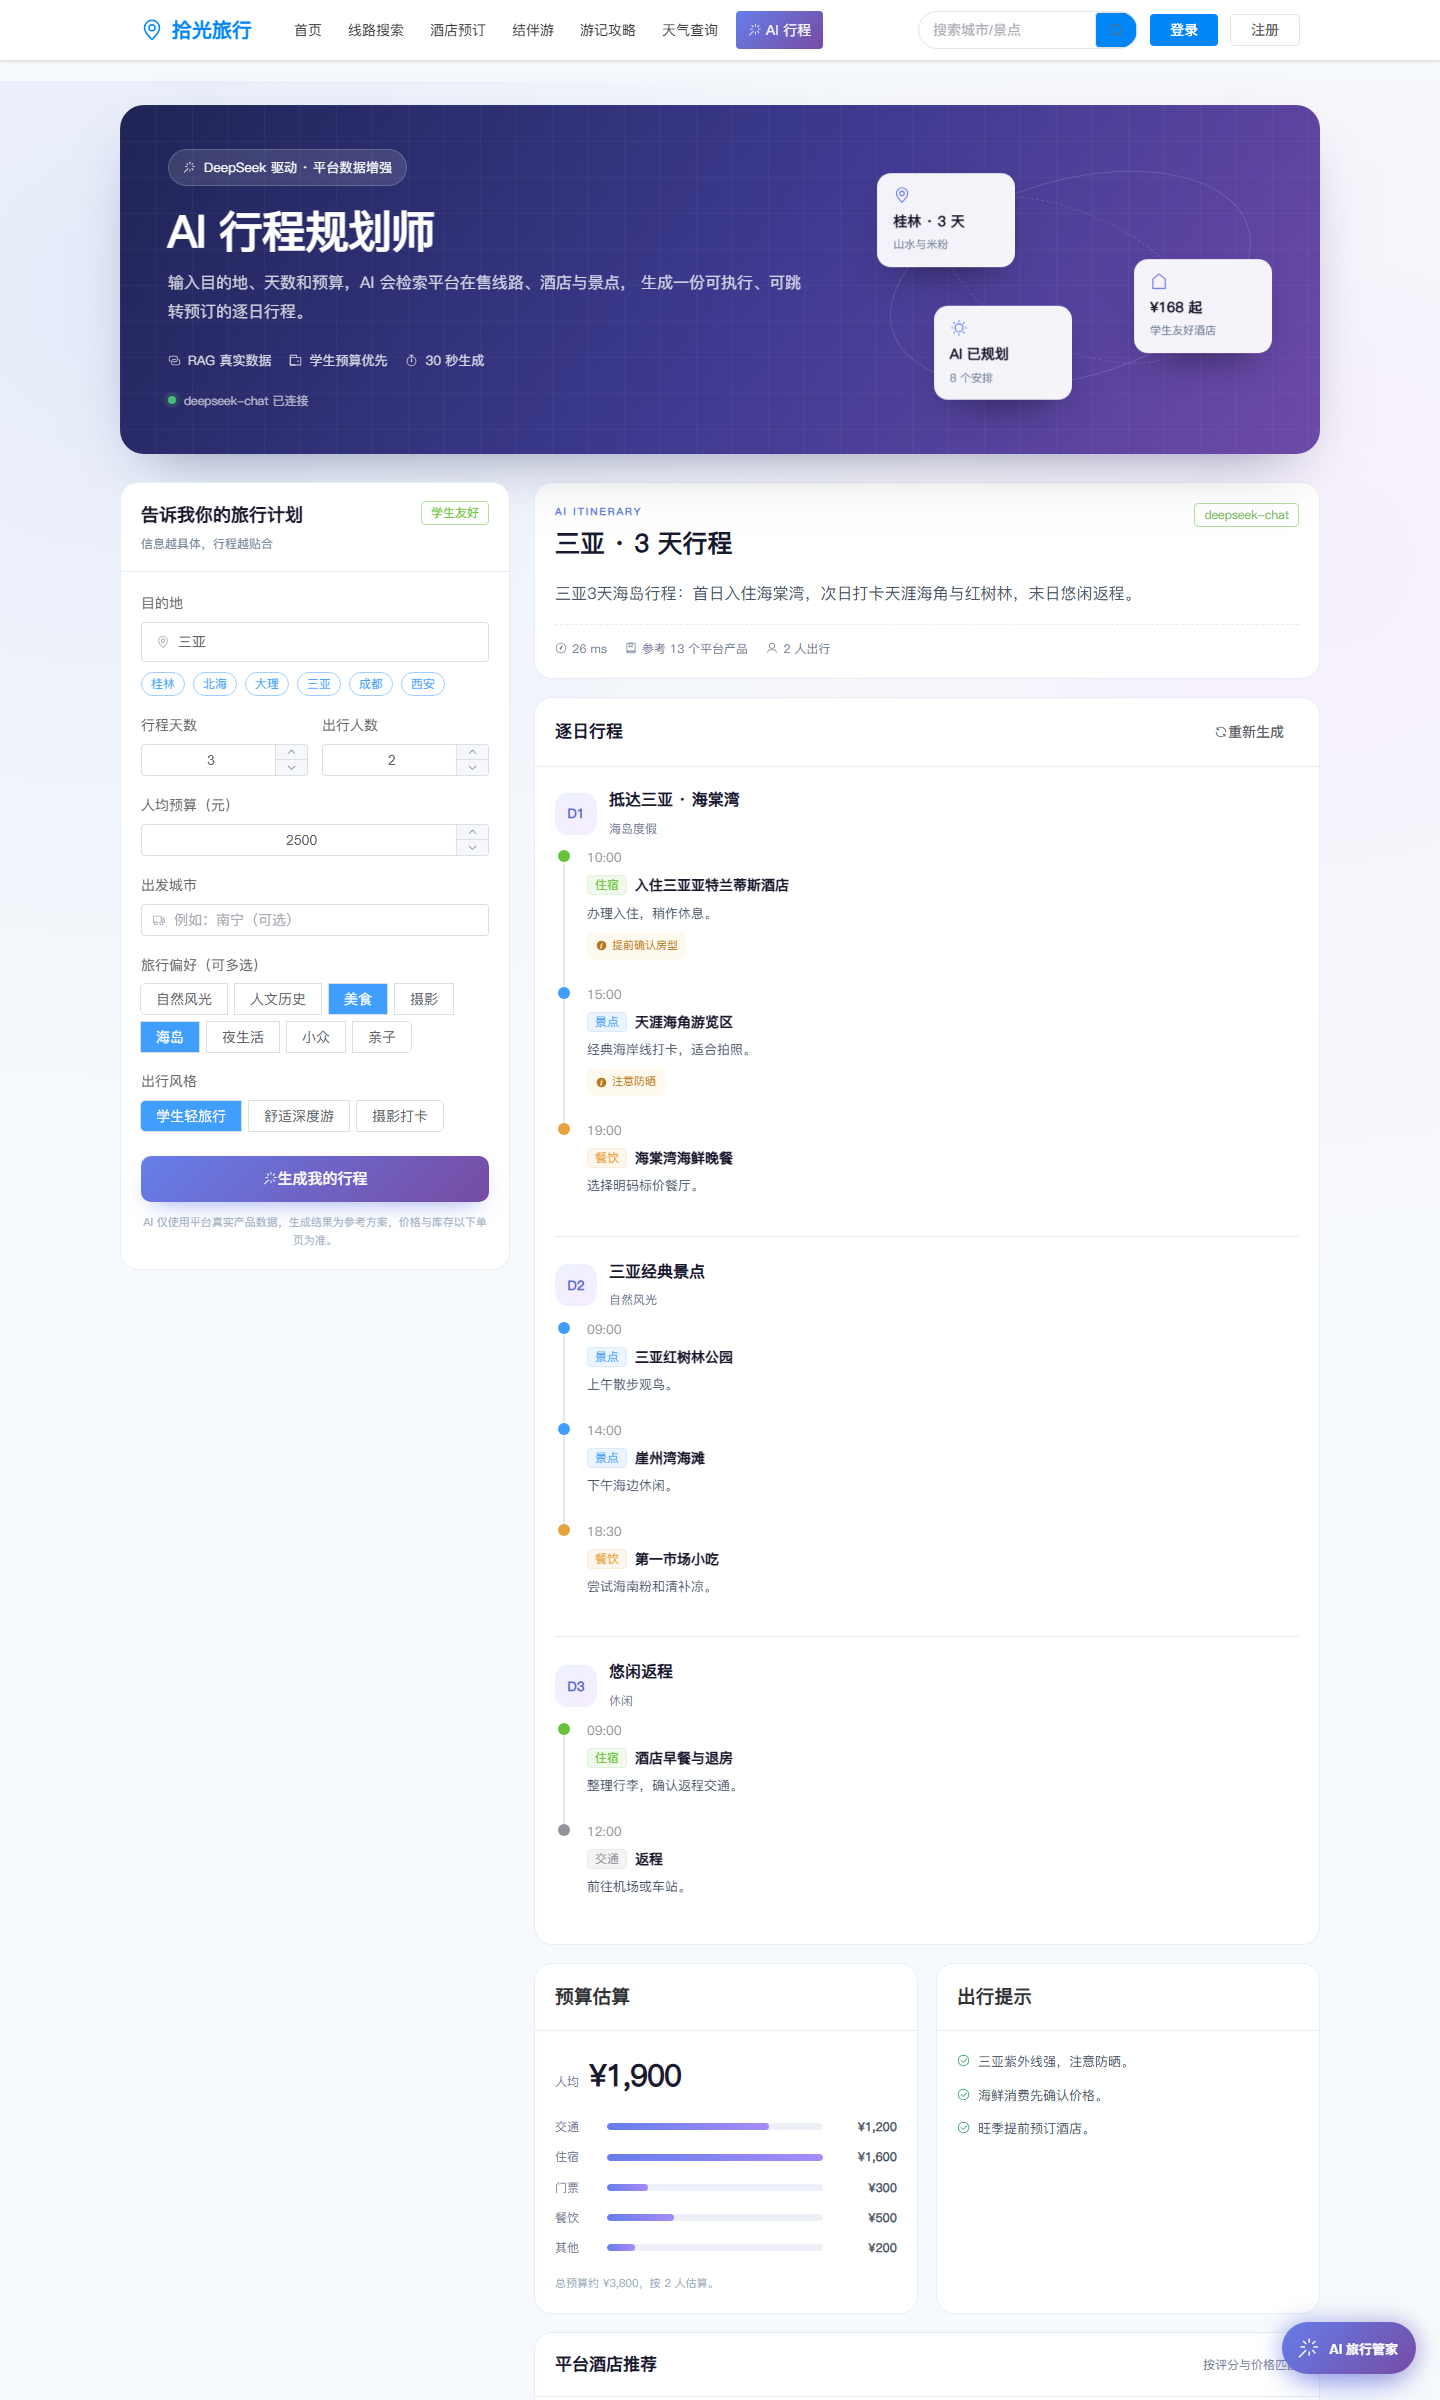 拾光旅行
首页 线路搜索 酒店预订 结伴游 游记攻略 天气查询 AI 行程
搜索城市/景点
登录 注册
DeepSeek 驱动 · 平台数据增强
AI 行程规划师
输入目的地、天数和预算，AI 会检索平台在售线路、酒店与景点， 生成一份可执行、可跳
转预订的逐日行程。
RAG 真实数据 学生预算优先 30 秒生成
deepseek-chat 已连接
桂林 · 3 天
山水与米粉
¥168 起
学生友好酒店
AI 已规划
8 个安排
告诉我你的旅行计划
学生友好
信息越具体，行程越贴合
目的地
三亚
桂林 北海 大理 三亚 成都 西安
行程天数 出行人数
3 2
人均预算（元）
2500
出发城市
例如：南宁（可选）
旅行偏好（可多选）
自然风光 人文历史 美食 摄影
海岛 夜生活 小众 亲子
出行风格
学生轻旅行 舒适深度游 摄影打卡
生成我的行程
AI 仅使用平台真实产品数据，生成结果为参考方案，价格与库存以下单
页为准。
AI ITINERARY
deepseek-chat
三亚 · 3 天行程
三亚3天海岛行程：首日入住海棠湾，次日打卡天涯海角与红树林，末日悠闲返程。
26 ms 参考 13 个平台产品 2 人出行
逐日行程
重新生成
D1
抵达三亚 · 海棠湾
海岛度假
10:00
住宿 入住三亚亚特兰蒂斯酒店
办理入住，稍作休息。
提前确认房型
15:00
景点 天涯海角游览区
经典海岸线打卡，适合拍照。
注意防晒
19:00
餐饮 海棠湾海鲜晚餐
选择明码标价餐厅。
D2
三亚经典景点
自然风光
09:00
景点 三亚红树林公园
上午散步观鸟。
14:00
景点 崖州湾海滩
下午海边休闲。
18:30
餐饮 第一市场小吃
尝试海南粉和清补凉。
D3
悠闲返程
休闲
09:00
住宿 酒店早餐与退房
整理行李，确认返程交通。
12:00
交通 返程
前往机场或车站。
预算估算
人均 ¥1,900
交通 ¥1,200
住宿 ¥1,600
门票 ¥300
餐饮 ¥500
其他 ¥200
总预算约 ¥3,800，按 2 人估算。
出行提示
三亚紫外线强，注意防晒。
海鲜消费先确认价格。
旺季提前预订酒店。
平台酒店推荐
按评分与价格匹
AI 旅行管家